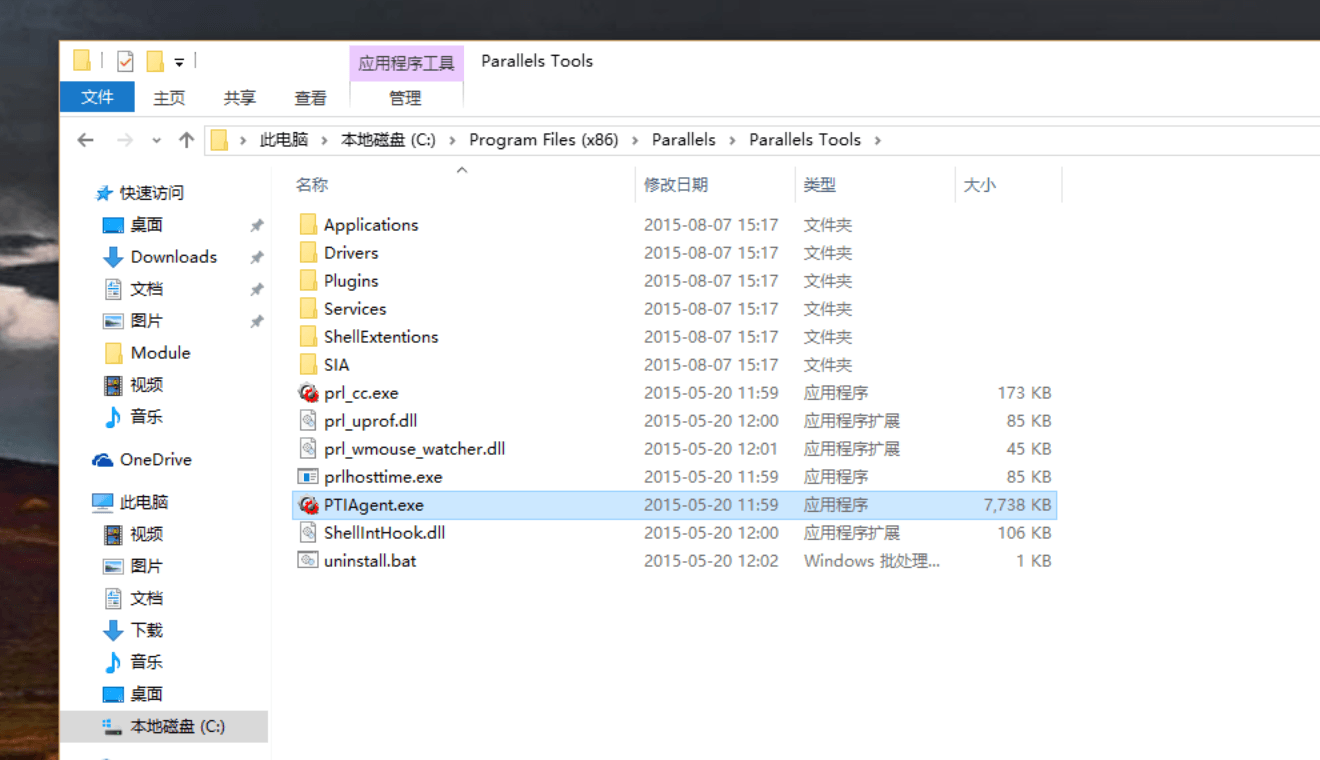 应用程序工具 Parallels Tools
文件 主页 共享 查看 管理
此电脑 本地磁盘 (C:) Program Files (x86) Parallels Parallels Tools
名称 修改日期 类型 大小
快速访问
桌面
Downloads
文档
图片
Module
视频
音乐
OneDrive
此电脑
视频
图片
文档
下载
音乐
桌面
本地磁盘 (C:)
Applications 2015-08-07 15:17 文件夹
Drivers 2015-08-07 15:17 文件夹
Plugins 2015-08-07 15:17 文件夹
Services 2015-08-07 15:17 文件夹
ShellExtentions 2015-08-07 15:17 文件夹
SIA 2015-08-07 15:17 文件夹
prl_cc.exe 2015-05-20 11:59 应用程序 173 KB
prl_uprof.dll 2015-05-20 12:00 应用程序扩展 85 KB
prl_wmouse_watcher.dll 2015-05-20 12:01 应用程序扩展 45 KB
prlhosttime.exe 2015-05-20 11:59 应用程序 85 KB
PTIAgent.exe 2015-05-20 11:59 应用程序 7,738 KB
ShellIntHook.dll 2015-05-20 12:00 应用程序扩展 106 KB
uninstall.bat 2015-05-20 12:02 Windows 批处理... 1 KB